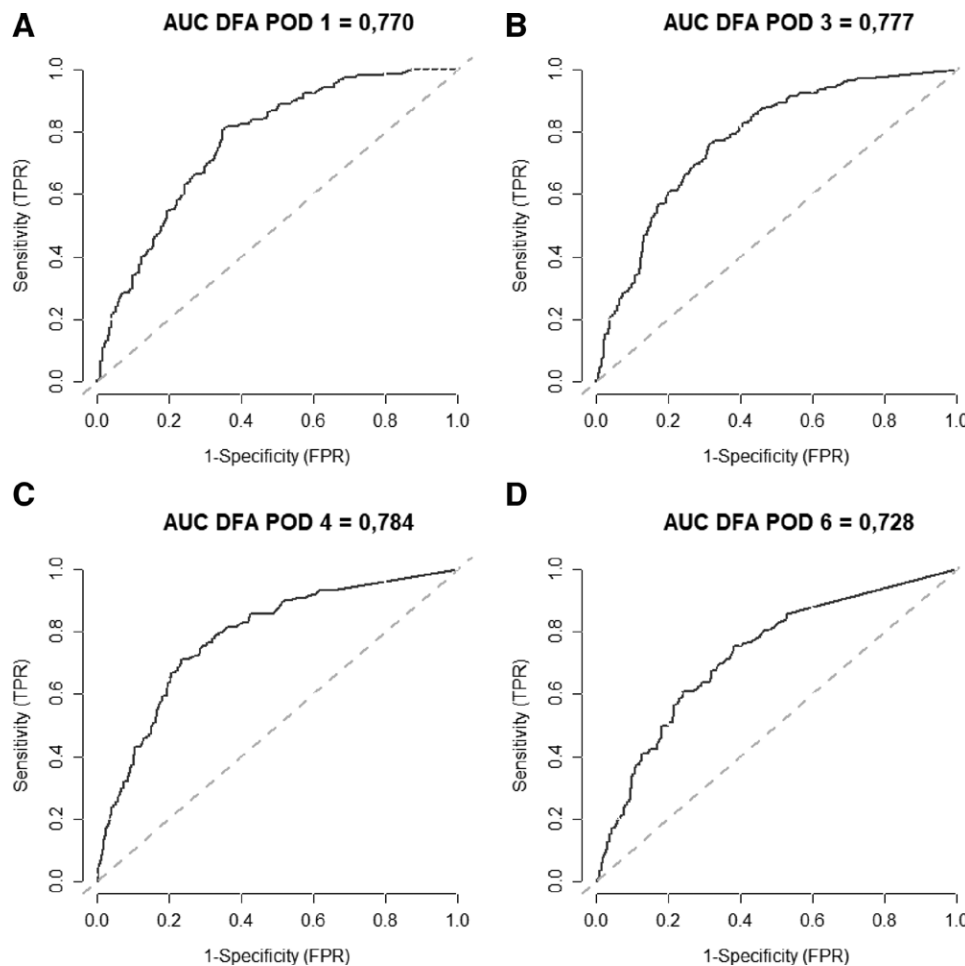 A
AUC DFA POD 1 = 0,770
1.0
0.8
0.6
0.4
0.2
0.0
Sensitivity (TPR)
0.0 0.2 0.4 0.6 0.8 1.0
1-Specificity (FPR)
B
AUC DFA POD 3 = 0,777
1.0
0.8
0.6
0.4
0.2
0.0
Sensitivity (TPR)
0.0 0.2 0.4 0.6 0.8 1.0
1-Specificity (FPR)
C
AUC DFA POD 4 = 0,784
1.0
0.8
0.6
0.4
0.2
0.0
Sensitivity (TPR)
0.0 0.2 0.4 0.6 0.8 1.0
1-Specificity (FPR)
D
AUC DFA POD 6 = 0,728
1.0
0.8
0.6
0.4
0.2
0.0
Sensitivity (TPR)
0.0 0.2 0.4 0.6 0.8 1.0
1-Specificity (FPR)